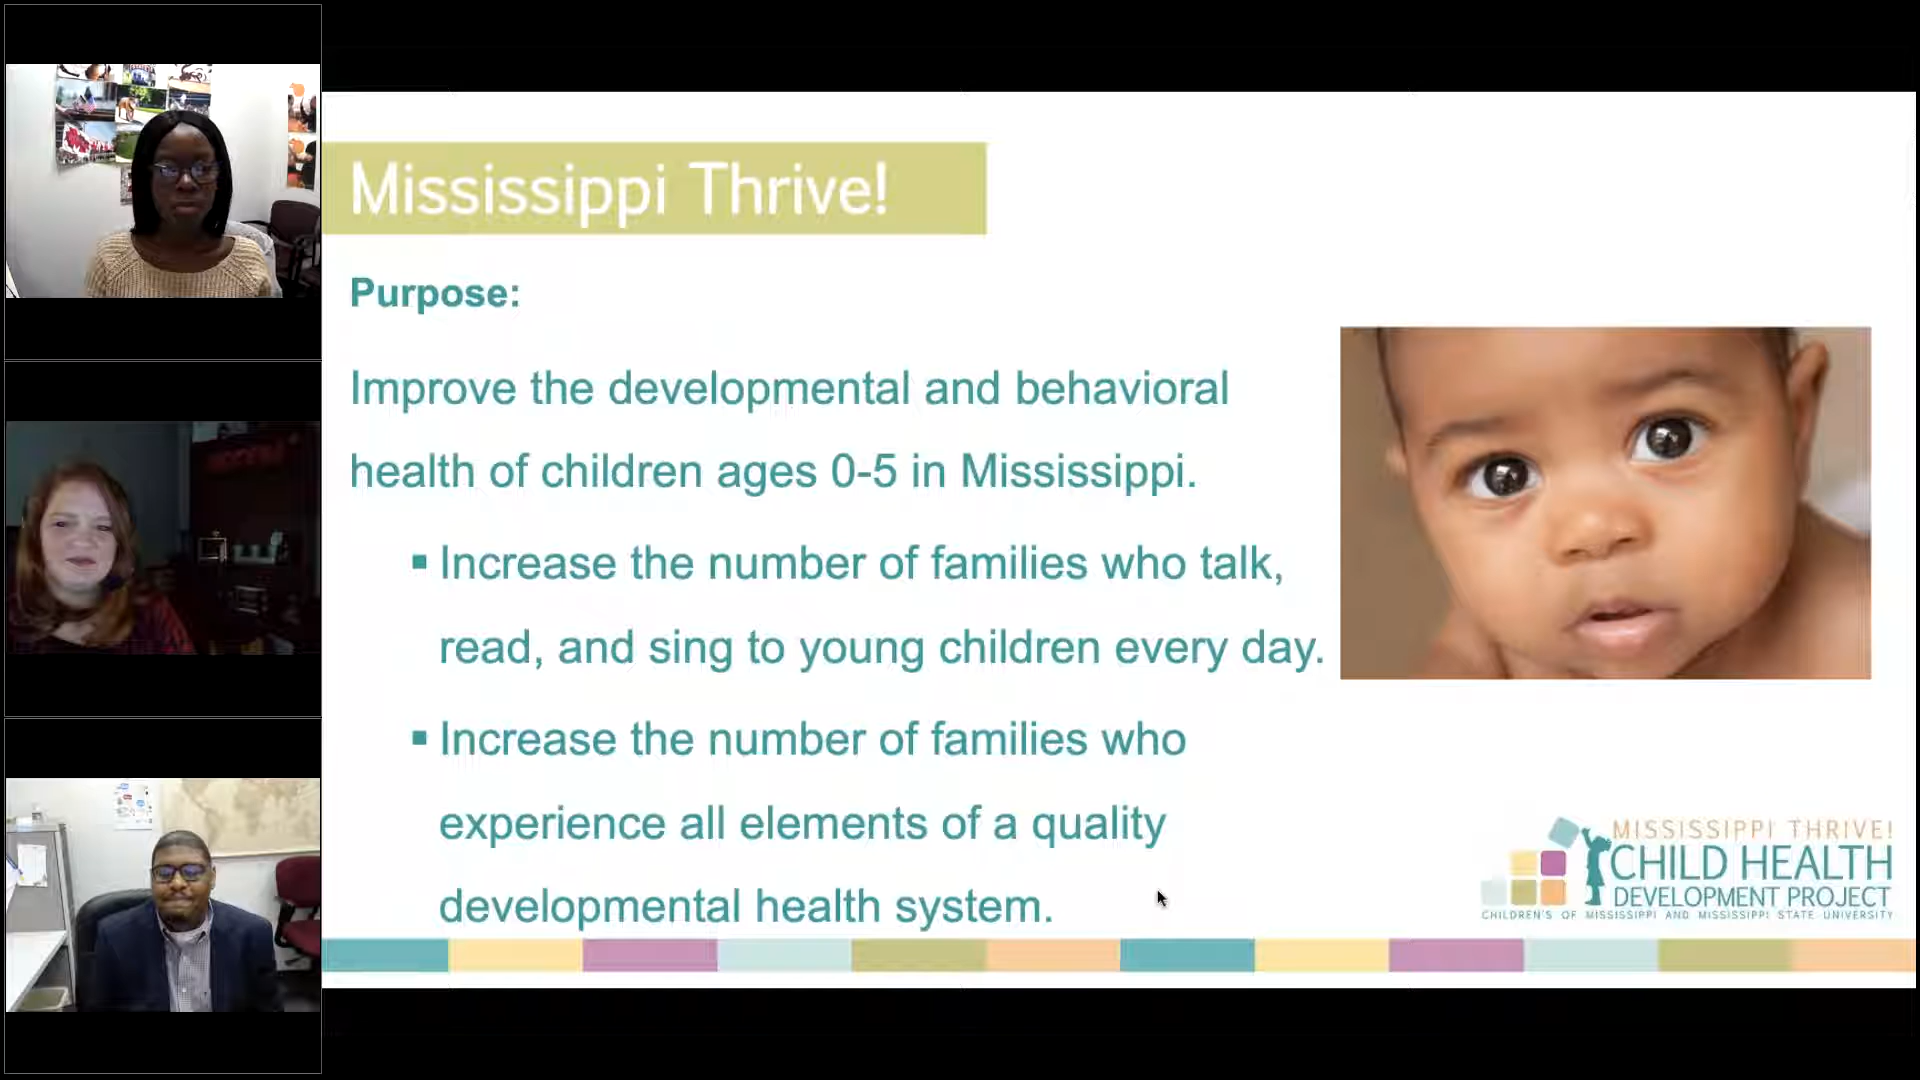 Mississippi Thrive!
Purpose:
Improve the developmental and behavioral
health of children ages 0-5 in Mississippi.
▪ Increase the number of families who talk,
read, and sing to young children every day.
▪ Increase the number of families who
experience all elements of a quality
developmental health system.
MISSISSIPPI THRIVE!
CHILD HEALTH
DEVELOPMENT PROJECT
CHILDREN'S OF MISSISSIPPI AND MISSISSIPPI STATE UNIVERSITY